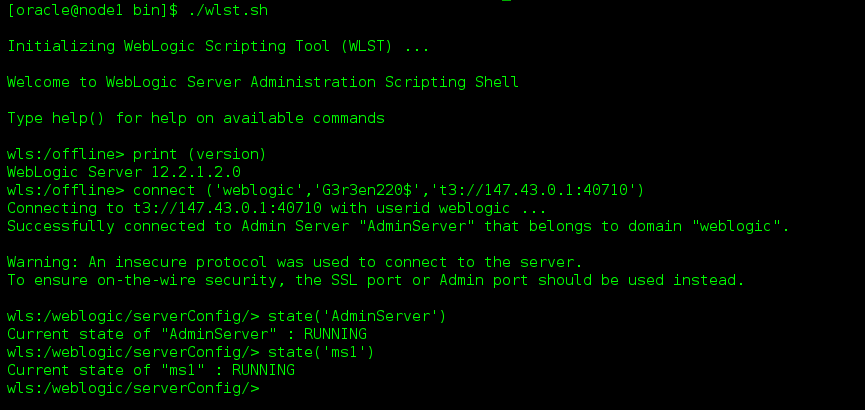 [oracle@node1 bin]$ ./wlst.sh
Initializing WebLogic Scripting Tool (WLST) ...
Welcome to WebLogic Server Administration Scripting Shell
Type help() for help on available commands
wls:/offline> print (version)
WebLogic Server 12.2.1.2.0
wls:/offline> connect ('weblogic','G3r3en220$','t3://147.43.0.1:40710')
Connecting to t3://147.43.0.1:40710 with userid weblogic ...
Successfully connected to Admin Server "AdminServer" that belongs to domain "weblogic".
Warning: An insecure protocol was used to connect to the server.
To ensure on-the-wire security, the SSL port or Admin port should be used instead.
wls:/weblogic/serverConfig/> state('AdminServer')
Current state of "AdminServer" : RUNNING
wls:/weblogic/serverConfig/> state('ms1')
Current state of "ms1" : RUNNING
wls:/weblogic/serverConfig/>